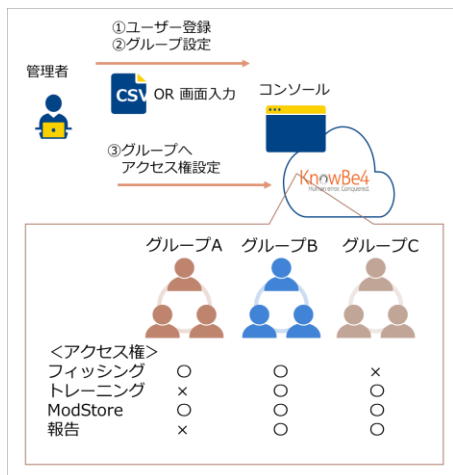 ①ユーザー登録
②グループ設定
管理者
CSV OR 画面入力
コンソール
③グループへ
アクセス権設定
KnowBe4
Human error. Conquered.
グループA グループB グループC
<アクセス権>
フィッシング ○ ○ ×
トレーニング × ○ ○
ModStore ○ ○ ○
報告 × ○ ○